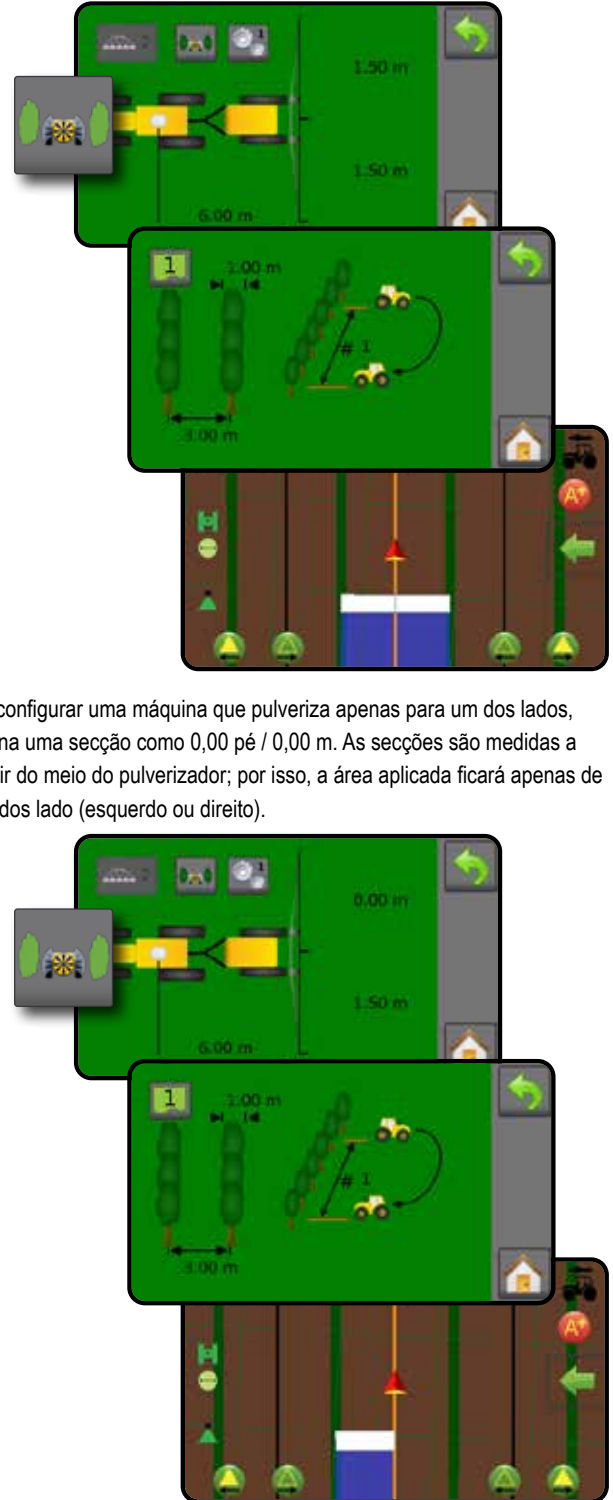 1
1.50 m
1.50 m
6.00 m
1
1.00 m
# 1
3.00 m
A+
configurar uma máquina que pulveriza apenas para um dos lados,
na uma secção como 0,00 pé / 0,00 m. As secções são medidas a
ir do meio do pulverizador; por isso, a área aplicada ficará apenas de
dos lado (esquerdo ou direito).
1
0.00 m
1.50 m
6.00 m
1
1.00 m
# 1
3.00 m
A+